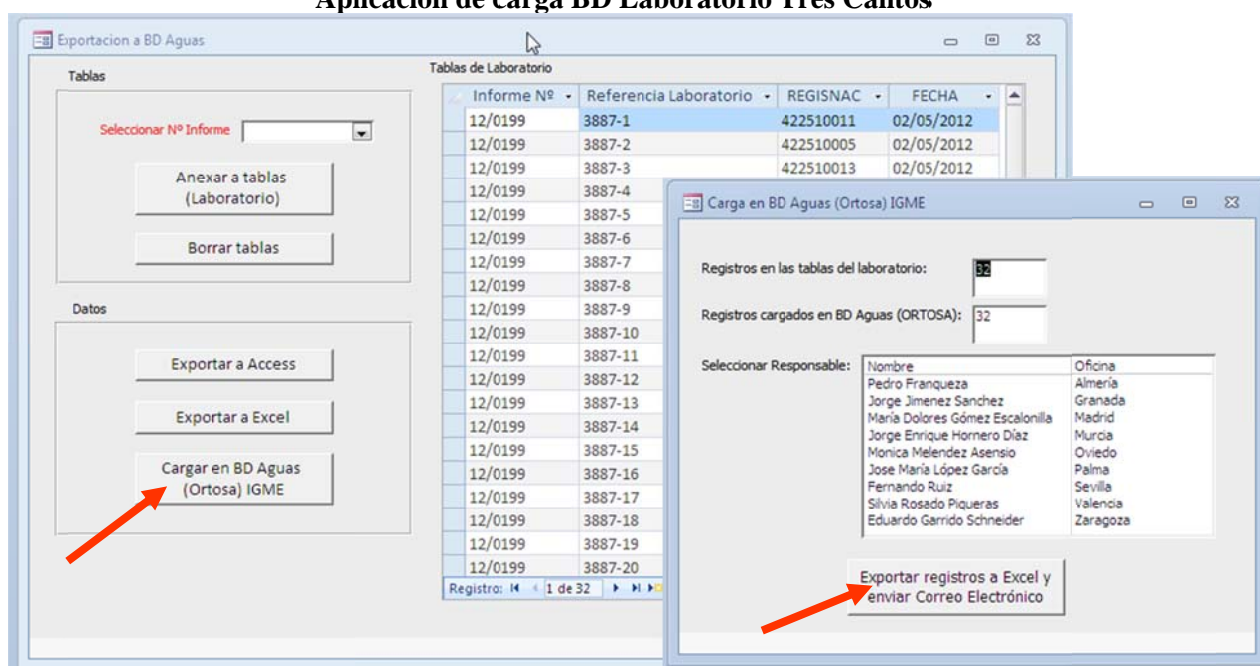 Aplicación de carga BD Laboratorio Tres Cantos
Exportacion a BD Aguas
Tablas
Seleccionar Nº Informe
Anexar a tablas
(Laboratorio)
Borrar tablas
Datos
Exportar a Access
Exportar a Excel
Cargar en BD Aguas
(Ortosa) IGME
Tablas de Laboratorio
Informe Nº Referencia Laboratorio REGISNAC FECHA
12/0199 3887-1 422510011 02/05/2012
12/0199 3887-2 422510005 02/05/2012
12/0199 3887-3 422510013 02/05/2012
12/0199 3887-4
12/0199 3887-5
12/0199 3887-6
12/0199 3887-7
12/0199 3887-8
12/0199 3887-9
12/0199 3887-10
12/0199 3887-11
12/0199 3887-12
12/0199 3887-13
12/0199 3887-14
12/0199 3887-15
12/0199 3887-16
12/0199 3887-17
12/0199 3887-18
12/0199 3887-19
12/0199 3887-20
Registro: 1 de 32
Carga en BD Aguas (Ortosa) IGME
Registros en las tablas del laboratorio: 32
Registros cargados en BD Aguas (ORTOSA): 32
Seleccionar Responsable:
Nombre Oficina
Pedro Franqueza Almería
Jorge Jimenez Sanchez Granada
María Dolores Gómez Escalonilla Madrid
Jorge Enrique Hornero Díaz Murcia
Monica Melendez Asensio Oviedo
Jose María López García Palma
Fernando Ruiz Sevilla
Silvia Rosado Piqueras Valencia
Eduardo Garrido Schneider Zaragoza
Exportar registros a Excel y
enviar Correo Electrónico